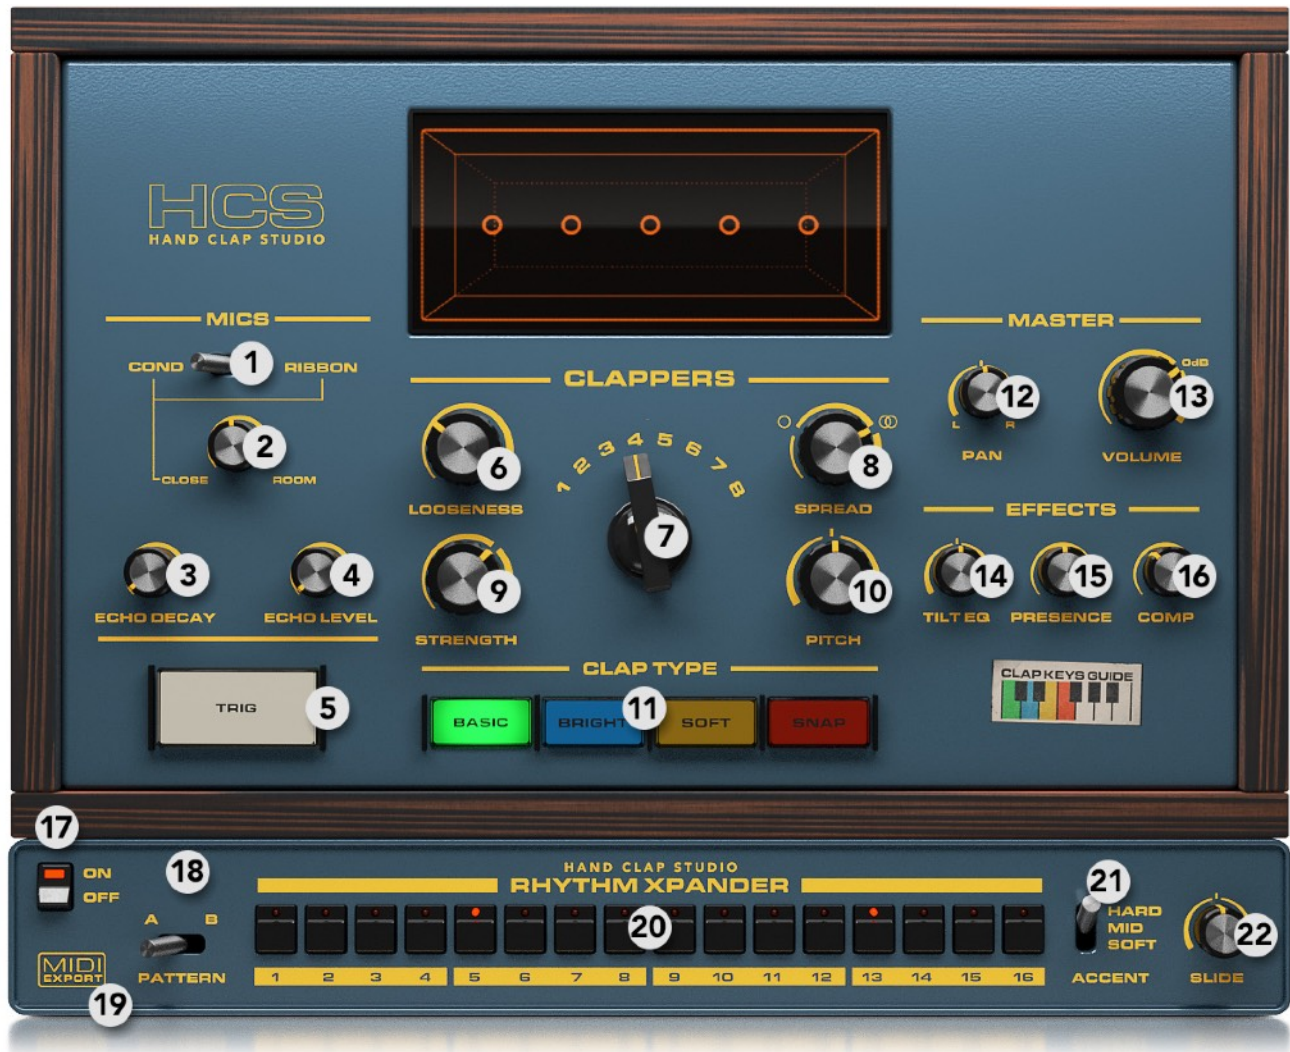 HCS
HAND CLAP STUDIO
MICS
COND 1 RIBBON
2
CLOSE ROOM
3 4
ECHO DECAY ECHO LEVEL
TRIG 5
CLAPPERS
6
LOOSENESS
1 2 3 4 5 6 7 8
7
8
SPREAD
9
STRENGTH
10
PITCH
CLAP TYPE
BASIC BRIGHT 11 SOFT SNAP
MASTER
0dB
12 13
L R
PAN VOLUME
EFFECTS
14 15 16
TILT EQ PRESENCE COMP
CLAP KEYS GUIDE
17
ON
OFF
18
A B
PATTERN
MIDI
EXPORT
19
HAND CLAP STUDIO
RHYTHM XPANDER
20
1 2 3 4 5 6 7 8 9 10 11 12 13 14 15 16
21
HARD
MID
SOFT
ACCENT
22
SLIDE